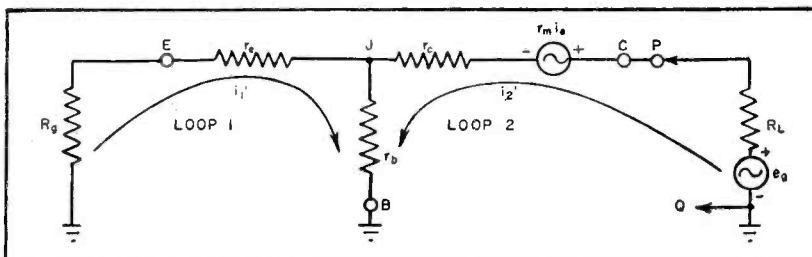 E
r_e
J
r_c
r_m i_e
-
+
C
P
R_g
i_1'
LOOP 1
r_b
i_2'
LOOP 2
R_L
+
e_g
-
B
Q